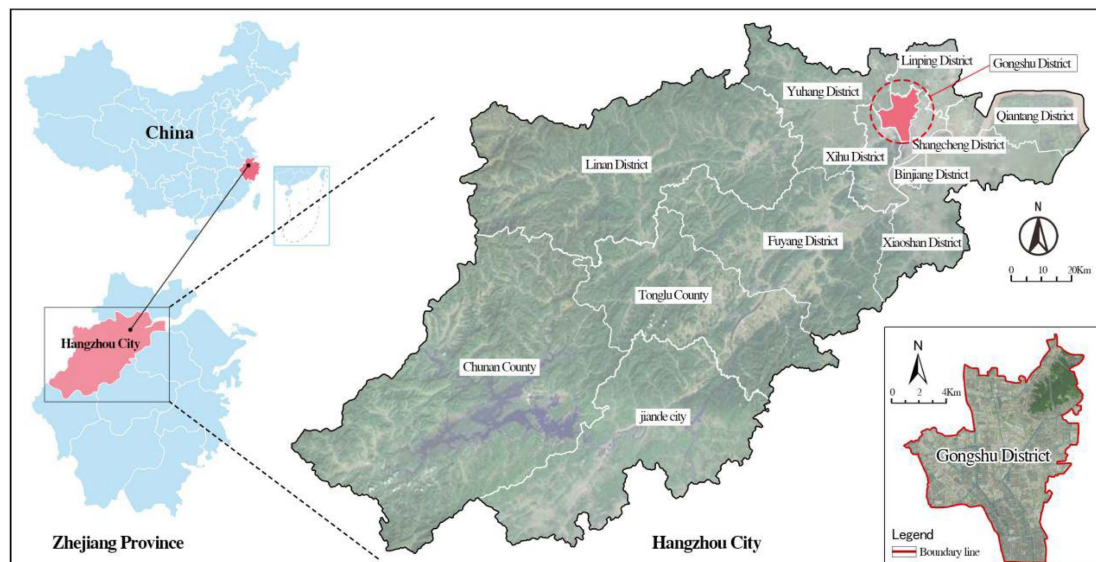 China
Hangzhou City
Zhejiang Province
Linping District
Gongshu District
Yuhang District
Qiantang District
Shangcheng District
Xihu District
Linan District
Binjiang District
Fuyang District
Xiaoshan District
N
0 10 20Km
Tonglu County
Chunan County
jiande city
Hangzhou City
N
0 2 4Km
Gongshu District
Legend
Boundary line